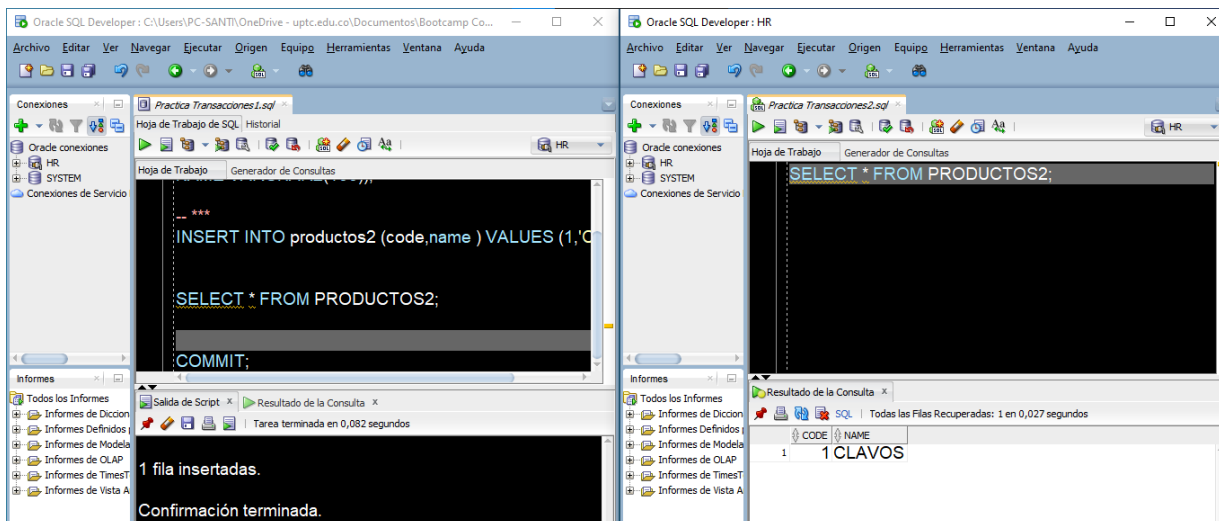 Oracle SQL Developer : C:\Users\PC-SANTI\OneDrive - uptc.edu.co\Documentos\Bootcamp Co...
Archivo Editar Ver Navegar Ejecutar Origen Equipo Herramientas Ventana Ayuda
Conexiones
Oracle conexiones
HR
SYSTEM
Conexiones de Servicio
Practica Transacciones1.sql
Hoja de Trabajo de SQL Historial
HR
Hoja de Trabajo Generador de Consultas
-- ***
INSERT INTO productos2 (code,name ) VALUES (1,'C
SELECT * FROM PRODUCTOS2;
COMMIT;
Informes
Todos los Informes
Informes de Diccion
Informes Definidos
Informes de Modela
Informes de OLAP
Informes de TimesT
Informes de Vista A
Salida de Script Resultado de la Consulta
Tarea terminada en 0,082 segundos
1 fila insertadas.
Confirmación terminada.
Oracle SQL Developer : HR
Archivo Editar Ver Navegar Ejecutar Origen Equipo Herramientas Ventana Ayuda
Conexiones
Oracle conexiones
HR
SYSTEM
Conexiones de Servicio
Practica Transacciones2.sql
HR
Hoja de Trabajo Generador de Consultas
SELECT * FROM PRODUCTOS2;
Informes
Todos los Informes
Informes de Diccion
Informes Definidos
Informes de Modela
Informes de OLAP
Informes de TimesT
Informes de Vista A
Resultado de la Consulta
SQL | Todas las Filas Recuperadas: 1 en 0,027 segundos
CODE NAME
1 1 CLAVOS